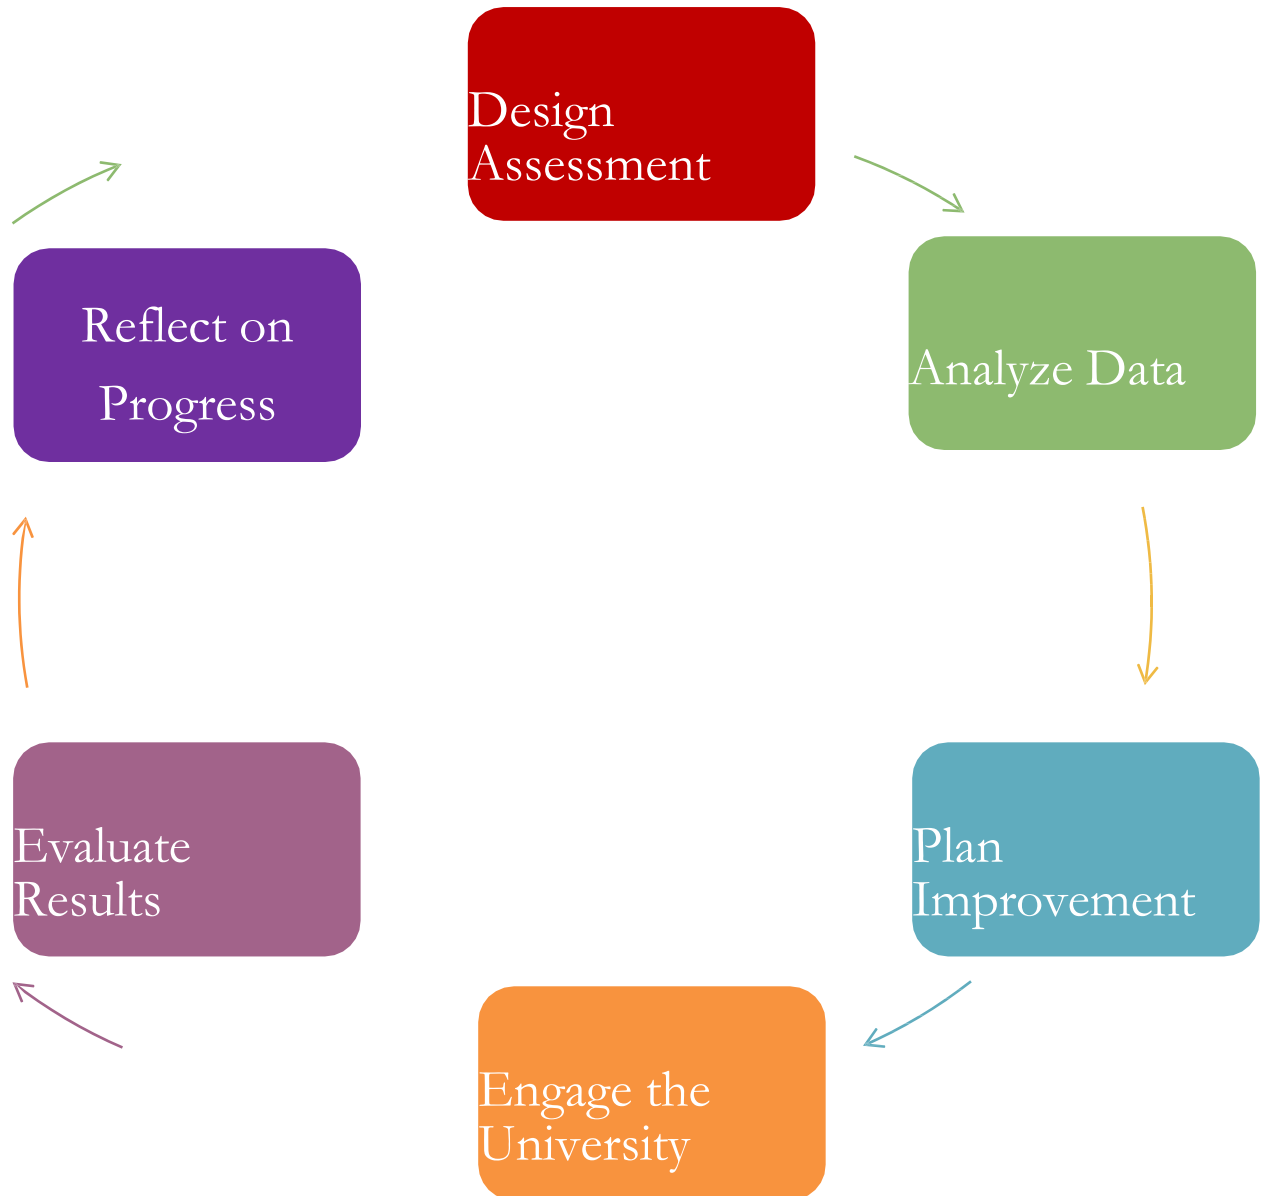 Design
Assessment
Analyze Data
Plan
Improvement
Engage the
University
Evaluate
Results
Reflect on
Progress